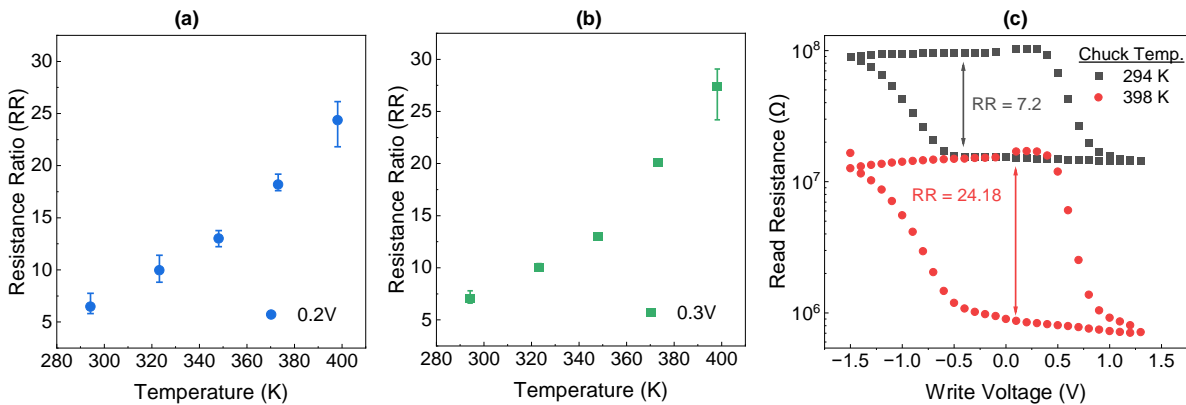 (a)
30
25
20
15
10
5
280 300 320 340 360 380 400
Resistance Ratio (RR)
Temperature (K)
0.2V
(b)
30
25
20
15
10
5
280 300 320 340 360 380 400
Resistance Ratio (RR)
Temperature (K)
0.3V
(c)
10⁸
10⁷
10⁶
−1.5 −1.0 −0.5 0.0 0.5 1.0 1.5
Read Resistance (Ω)
Write Voltage (V)
Chuck Temp.
294 K
398 K
RR = 7.2
RR = 24.18